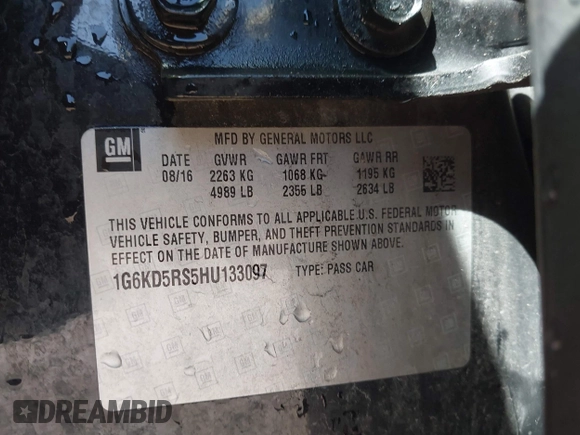 GM
MFD BY GENERAL MOTORS LLC
DATE GVWR GAWR FRT GAWR RR
08/16 2263 KG 1068 KG 1195 KG
4989 LB 2356 LB 2634 LB
THIS VEHICLE CONFORMS TO ALL APPLICABLE U.S. FEDERAL MOTOR
VEHICLE SAFETY, BUMPER, AND THEFT PREVENTION STANDARDS IN
EFFECT ON THE DATE OF MANUFACTURE SHOWN ABOVE.
1G6KD5RS5HU133097 TYPE: PASS CAR
DREAMBID